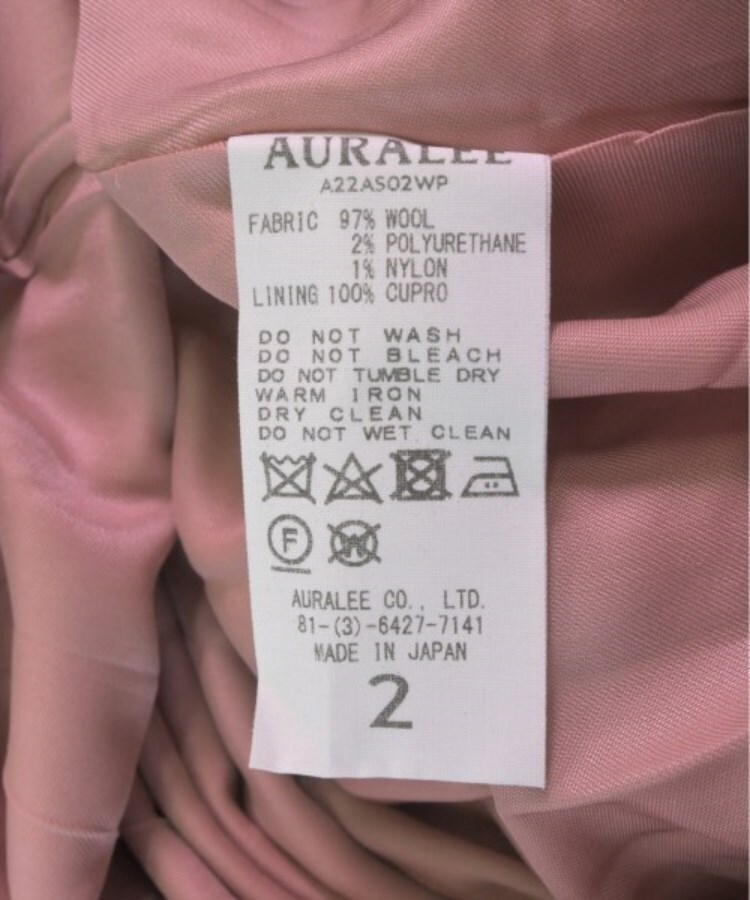 AURALEE
A22AS02WP
FABRIC 97% WOOL
2% POLYURETHANE
1% NYLON
LINING 100% CUPRO
DO NOT WASH
DO NOT BLEACH
DO NOT TUMBLE DRY
WARM IRON
DRY CLEAN
DO NOT WET CLEAN
F W
AURALEE CO., LTD.
81-(3)-6427-7141
MADE IN JAPAN
2